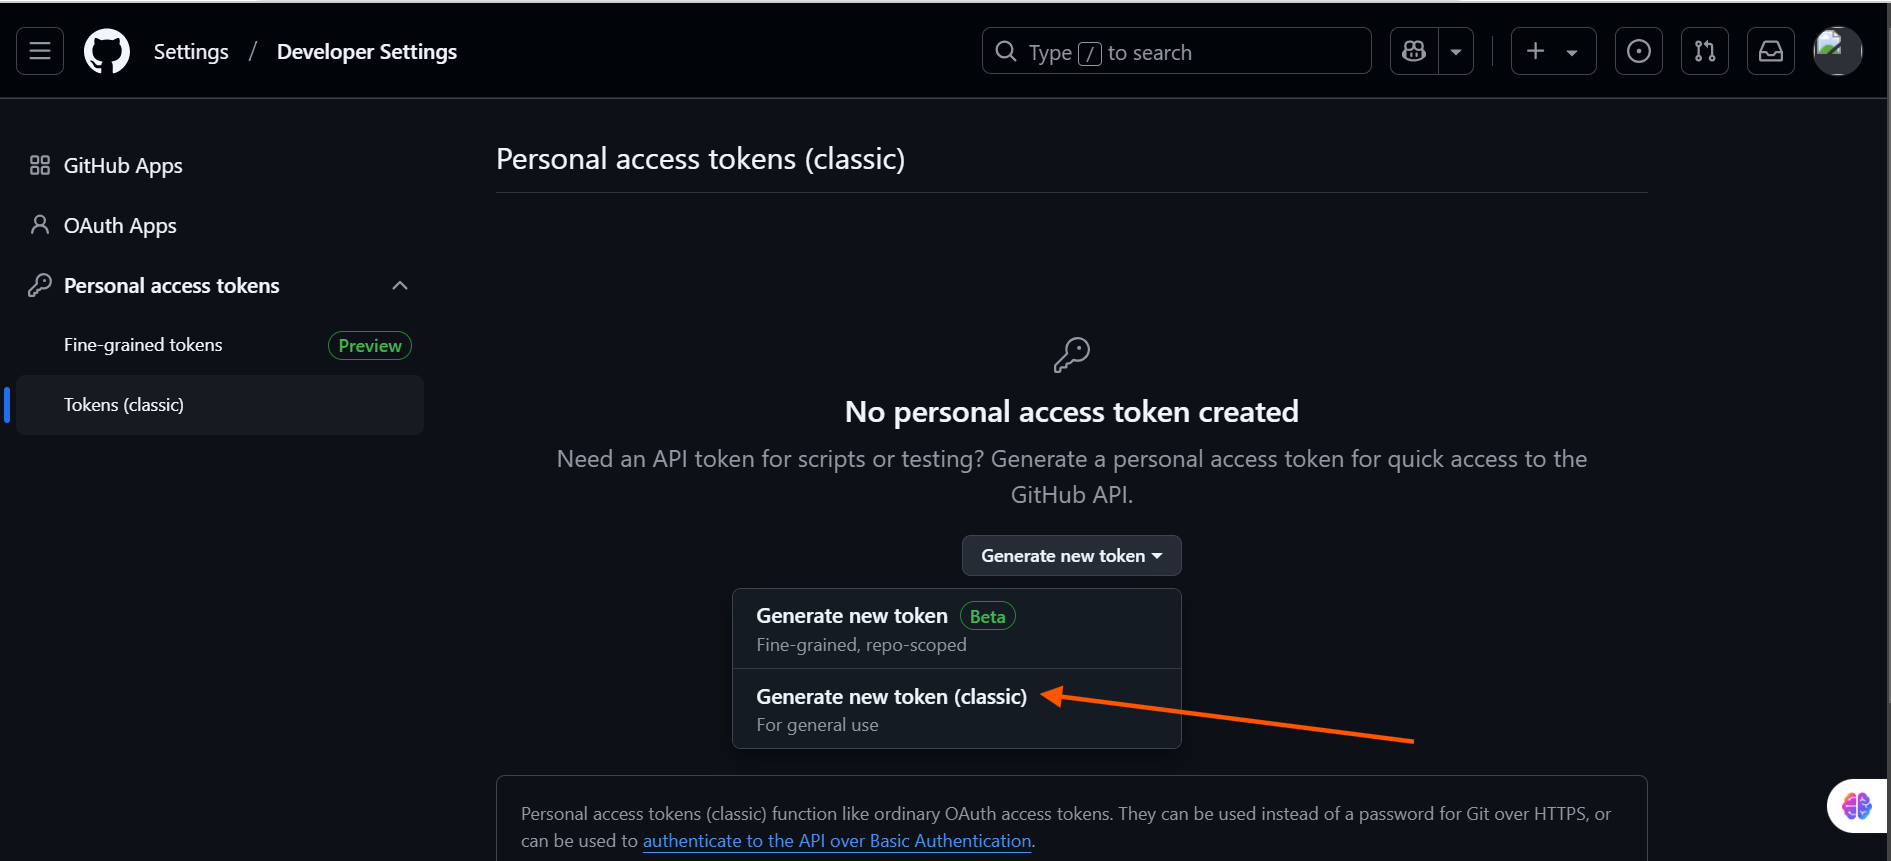 Settings / Developer Settings
Type / to search
GitHub Apps
OAuth Apps
Personal access tokens
Fine-grained tokens Preview
Tokens (classic)
Personal access tokens (classic)
No personal access token created
Need an API token for scripts or testing? Generate a personal access token for quick access to the
GitHub API.
Generate new token
Generate new token Beta
Fine-grained, repo-scoped
Generate new token (classic)
For general use
Personal access tokens (classic) function like ordinary OAuth access tokens. They can be used instead of a password for Git over HTTPS, or
can be used to authenticate to the API over Basic Authentication.